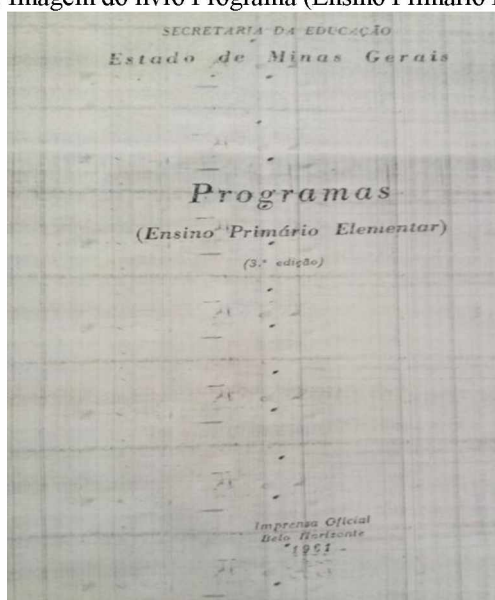 Imagem do livro Programa (Ensino Primário
SECRETARIA DA EDUCAÇÃO
Estado de Minas Gerais
Programas
(Ensino Primário Elementar)
(3.ª edição)
Imprensa Oficial
Belo Horizonte
1961